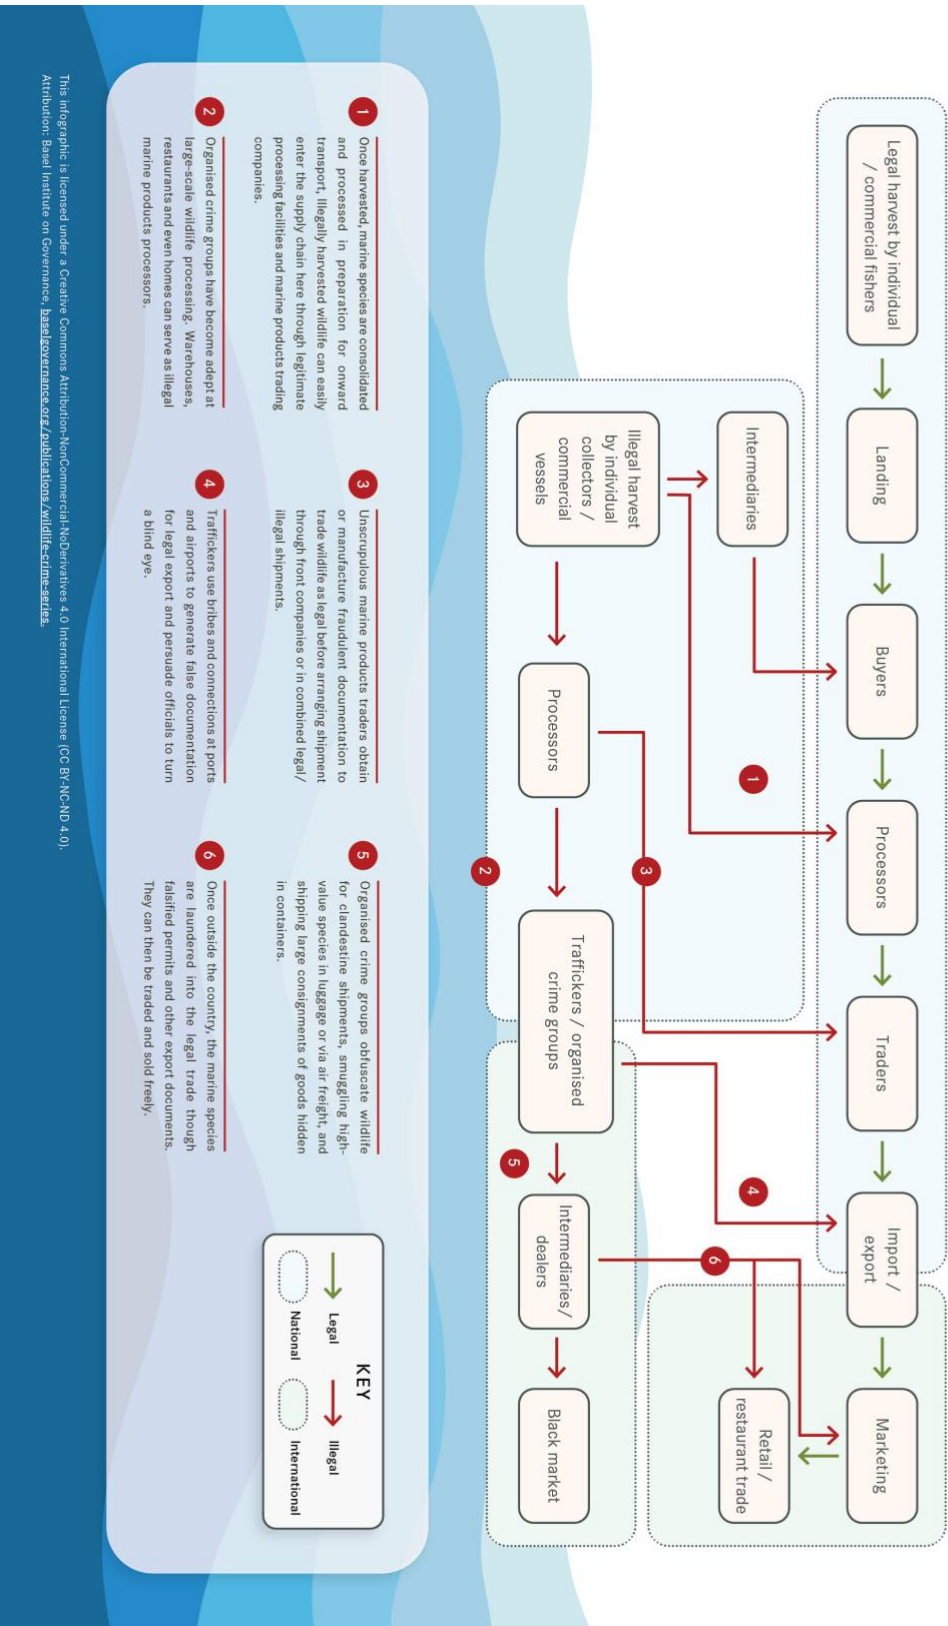 Legal harvest by individual
/ commercial fishers
Landing
Buyers
Processors
Traders
Import /
export
Marketing
Intermediaries
Retail /
restaurant trade
1
4
6
3
Illegal harvest
by individual
collectors /
commercial
vessels
Processors
Traffickers / organised
crime groups
Intermediaries/
dealers
Black market
5
2
1
Once harvested, marine species are consolidated
and processed in preparation for onward
transport, Illegally harvested wildlife can easily
enter the supply chain here through legitimate
processing facilities and marine products trading
companies.
3
Unscrupulous marine products traders obtain
or manufacture fraudulent documentation to
trade wildlife as legal before arranging shipment
through front companies or in combined legal/
illegal shipments.
5
Organised crime groups obfuscate wildlife
for clandestine shipments, smuggling high-
value species in luggage or via air freight, and
shipping large consignments of goods hidden
in containers.
2
Organised crime groups have become adept at
large-scale wildlife processing. Warehouses,
restaurants and even homes can serve as illegal
marine products processors.
4
Traffickers use bribes and connections at ports
and airports to generate false documentation
for legal export and persuade officials to turn
a blind eye.
6
Once outside the country, the marine species
are laundered into the legal trade though
falsified permits and other export documents.
They can then be traded and sold freely.
KEY
Legal
Illegal
National
International
This infographic is licensed under a Creative Commons Attribution-NonCommercial-NoDerivatives 4.0 International License (CC BY-NC-ND 4.0).
Attribution: Basel Institute on Governance, baselgovernance.org/publications/wildlife-crime-series.